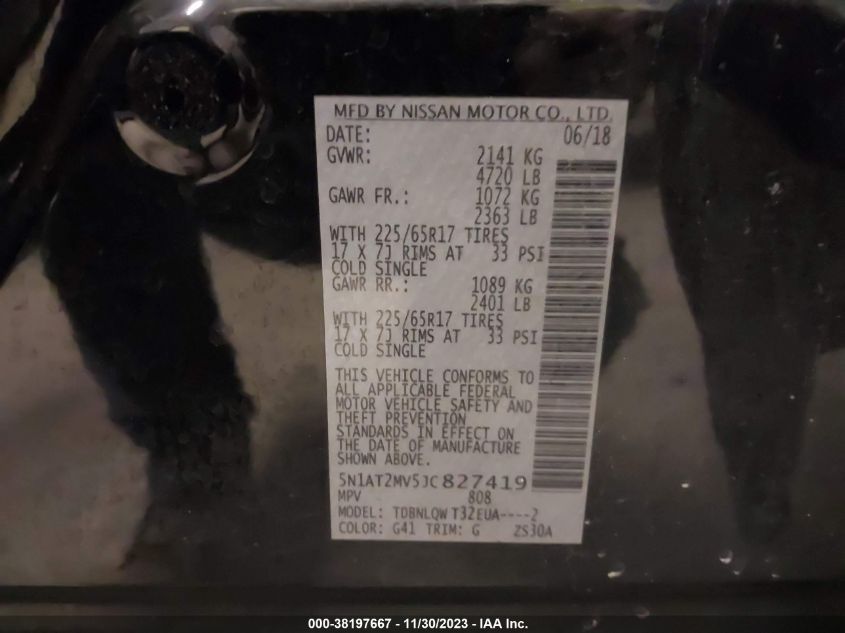 MFD BY NISSAN MOTOR CO., LTD.
DATE: 06/18
GVWR: 2141 KG
4720 LB
GAWR FR.: 1072 KG
2363 LB
WITH 225/65R17 TIRES
17 X 7J RIMS AT 33 PSI
COLD SINGLE
GAWR RR.: 1089 KG
2401 LB
WITH 225/65R17 TIRES
17 X 7J RIMS AT 33 PSI
COLD SINGLE
THIS VEHICLE CONFORMS TO
ALL APPLICABLE FEDERAL
MOTOR VEHICLE SAFETY AND
THEFT PREVENTION
STANDARDS IN EFFECT ON
THE DATE OF MANUFACTURE
SHOWN ABOVE.
5N1AT2MV5JC827419
MPV 808
MODEL: TDBNLQW T32EUA----2
COLOR: G41 TRIM: G ZS30A
000-38197667 - 11/30/2023 - IAA Inc.